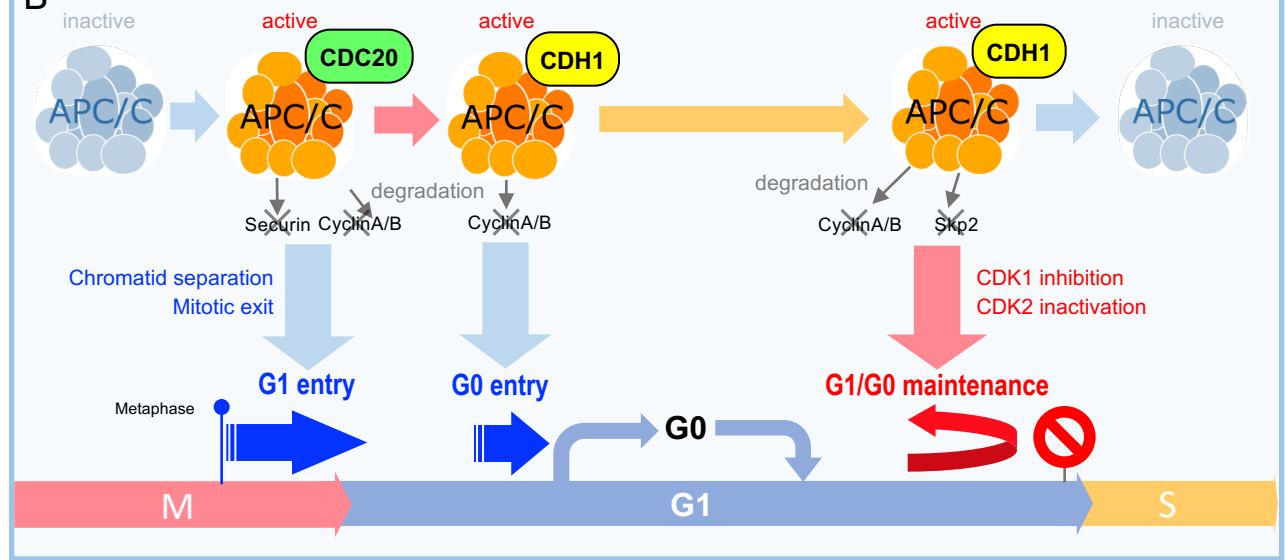 B
inactive
active
active
active
inactive
CDC20
CDH1
CDH1
APC/C
APC/C
APC/C
APC/C
APC/C
degradation
degradation
Securin
CyclinA/B
CyclinA/B
CyclinA/B
Skp2
Chromatid separation
Mitotic exit
CDK1 inhibition
CDK2 inactivation
G1 entry
G0 entry
G1/G0 maintenance
Metaphase
G0
M
G1
S